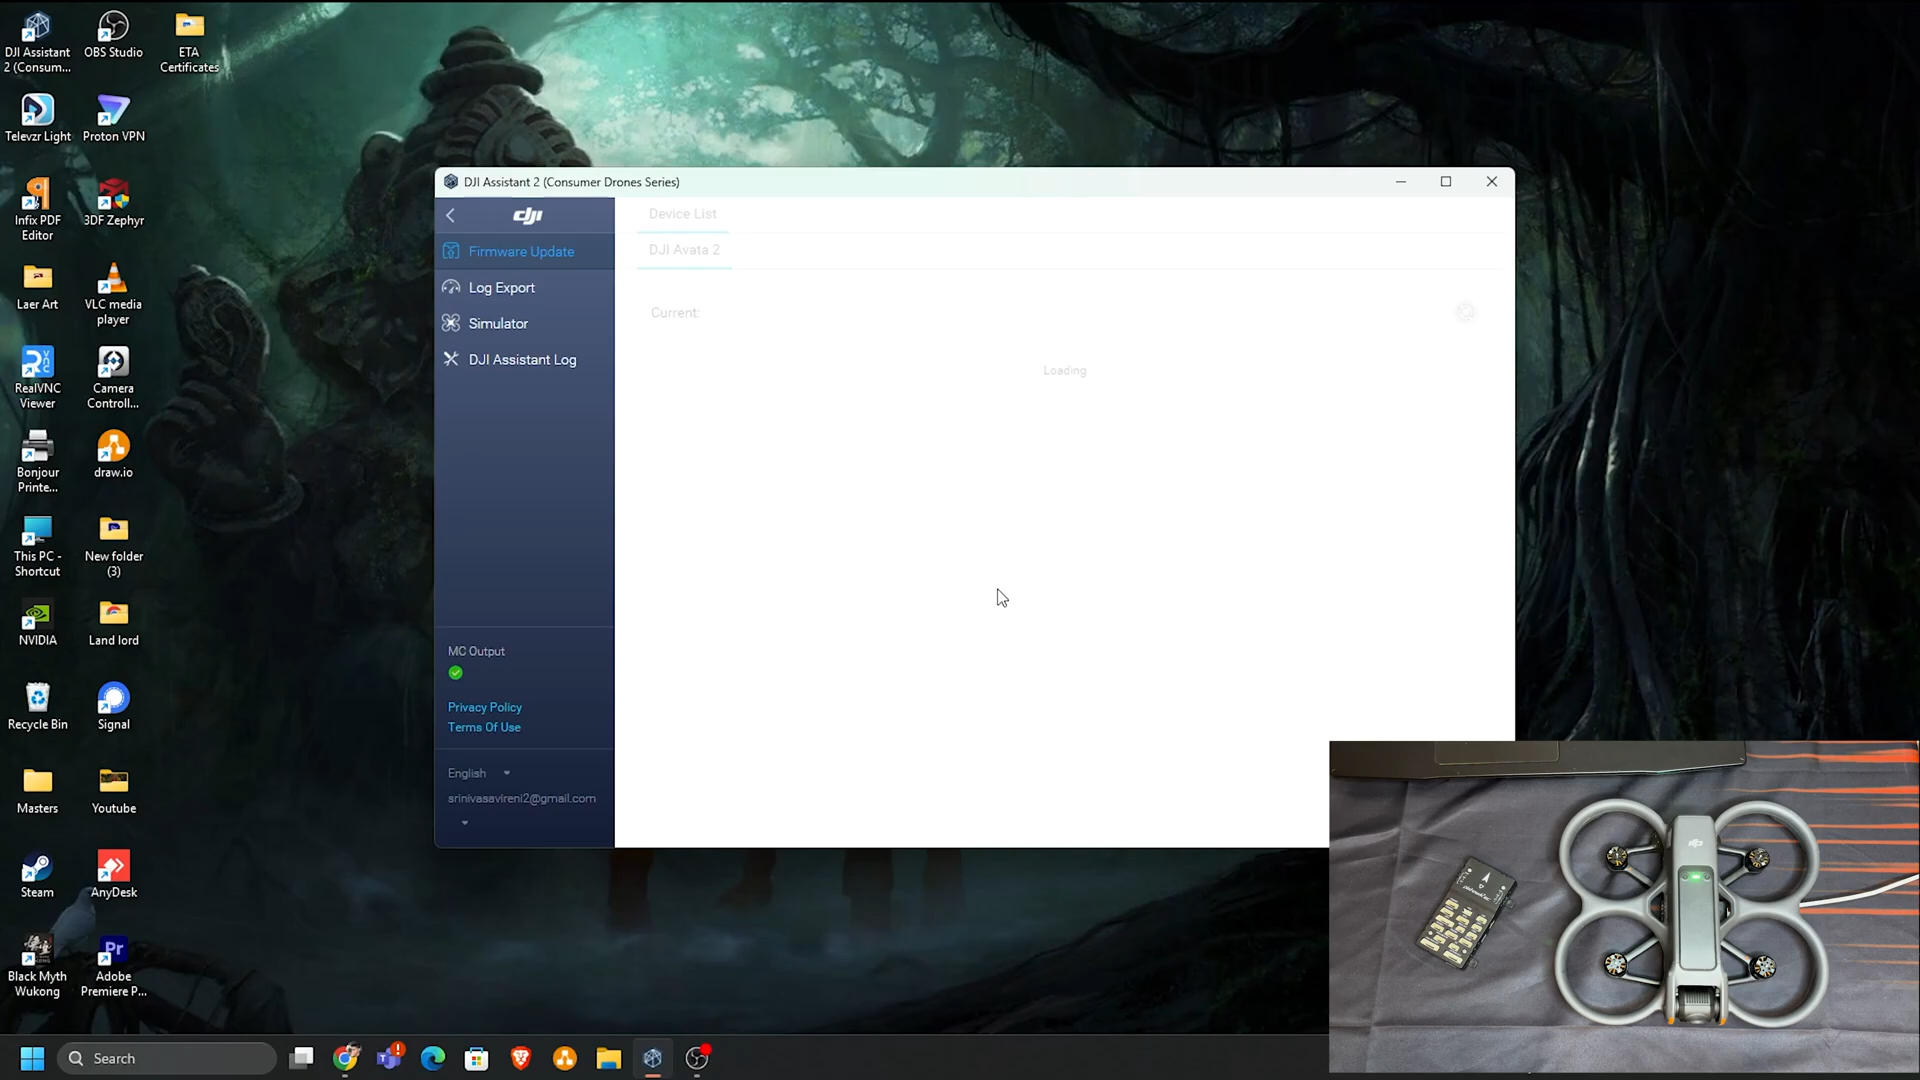 DJI Assistant
2 (Consum...
OBS Studio
ETA
Certificates
Televzr Light
Proton VPN
Infix PDF
Editor
3DF Zephyr
Laer Art
VLC media
player
RealVNC
Viewer
Camera
Controll...
Bonjour
Printe...
draw.io
This PC -
Shortcut
New folder
(3)
NVIDIA
Land lord
Recycle Bin
Signal
Masters
Youtube
Steam
AnyDesk
Black Myth
Wukong
Adobe
Premiere P...
DJI Assistant 2 (Consumer Drones Series)
dji
Firmware Update
Log Export
Simulator
DJI Assistant Log
MC Output
Privacy Policy
Terms Of Use
English
srinivasavireni2@gmail.com
Device List
DJI Avata 2
Current:
Loading
Search